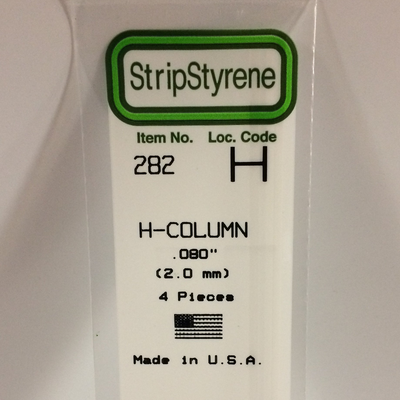 StripStyrene
Item No. Loc. Code
282 H
H-COLUMN
.080"
(2.0 mm)
4 Pieces
Made in U.S.A.